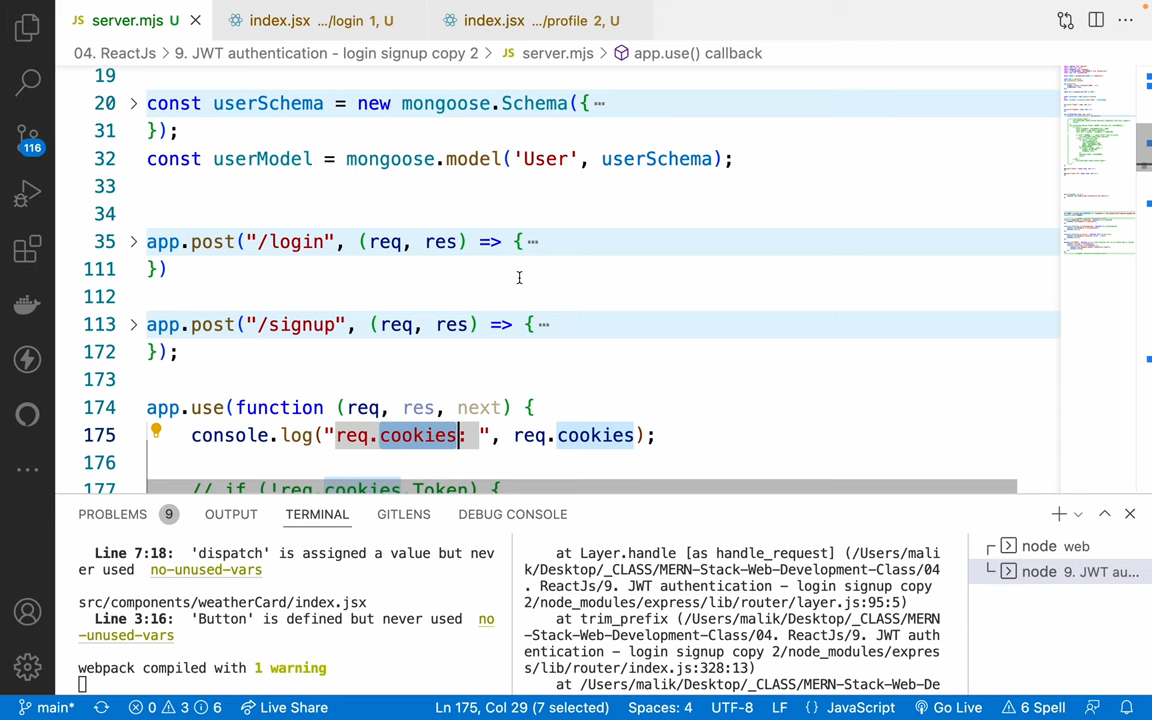 JS server.mjs U
index.jsx .../login 1, U
index.jsx .../profile 2, U
04. ReactJs > 9. JWT authentication - login signup copy 2 > JS server.mjs > app.use() callback
19
20 > const userSchema = new mongoose.Schema({⋯
31 });
32 const userModel = mongoose.model('User', userSchema);
33
34
35 > app.post("/login", (req, res) => {⋯
111 })
112
113 > app.post("/signup", (req, res) => {⋯
172 });
173
174 app.use(function (req, res, next) {
175 console.log("req.cookies: ", req.cookies);
176
177 // if (!req.cookies.Token) {
116
PROBLEMS 9 OUTPUT TERMINAL GITLENS DEBUG CONSOLE
Line 7:18: 'dispatch' is assigned a value but nev
er used no-unused-vars
src/components/weatherCard/index.jsx
Line 3:16: 'Button' is defined but never used no
-unused-vars
webpack compiled with 1 warning
at Layer.handle [as handle_request] (/Users/mali
k/Desktop/_CLASS/MERN-Stack-Web-Development-Class/04
. ReactJs/9. JWT authentication - login signup copy
2/node_modules/express/lib/router/layer.js:95:5)
at trim_prefix (/Users/malik/Desktop/_CLASS/MERN
-Stack-Web-Development-Class/04. ReactJs/9. JWT auth
entication - login signup copy 2/node_modules/expres
s/lib/router/index.js:328:13)
at /Users/malik/Desktop/_CLASS/MERN-Stack-Web-De
node web
node 9. JWT au...
main* 0 3 6 Live Share Ln 175, Col 29 (7 selected) Spaces: 4 UTF-8 LF {} JavaScript Go Live 6 Spell